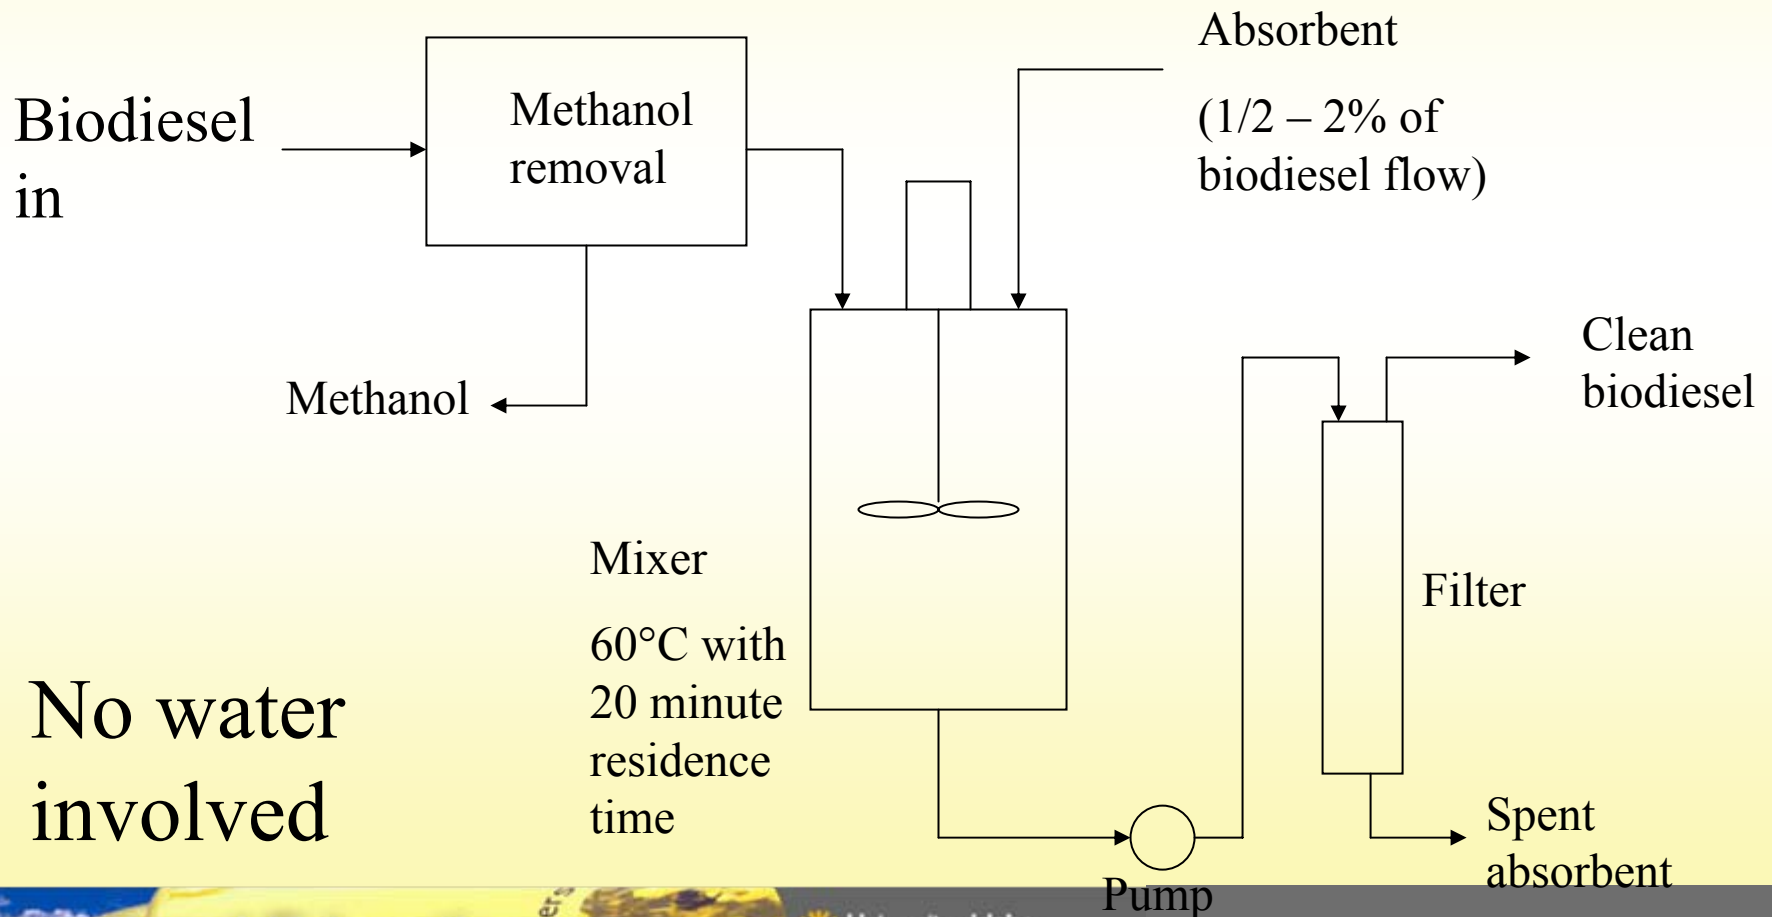 Biodiesel
in
Methanol
removal
Absorbent
(1/2 – 2% of
biodiesel flow)
Methanol
Clean
biodiesel
Mixer
60°C with
20 minute
residence
time
Filter
No water
involved
Spent
absorbent
Pump